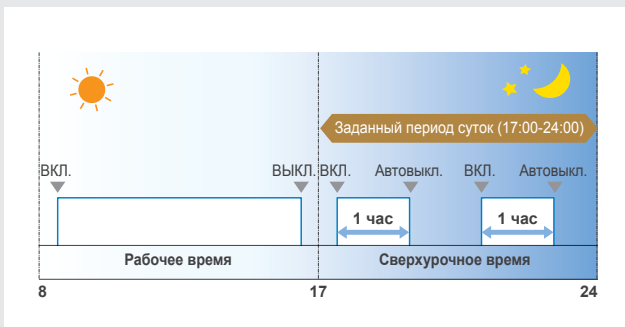 Заданный период суток (17:00-24:00)
ВКЛ. ВЫКЛ. ВКЛ. Автовыкл. ВКЛ. Автовыкл.
1 час 1 час
Рабочее время Сверхурочное время
8 17 24